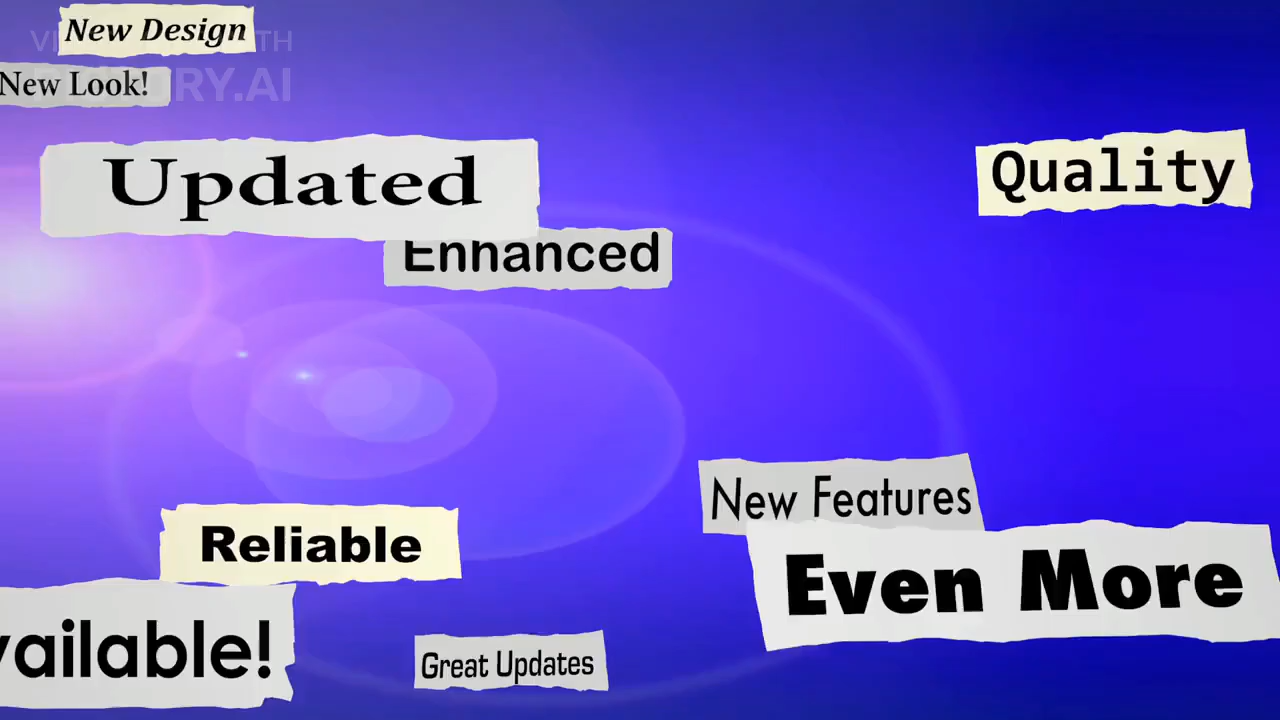 New Design
New Look!
Updated
Quality
Enhanced
New Features
Reliable
Even More
vailable!
Great Updates